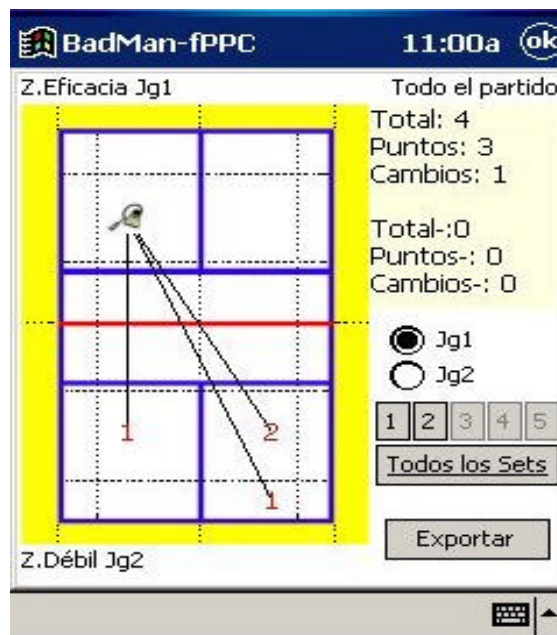 BadMan-fPPC 11:00a ok
Z.Eficacia Jg1 Todo el partido
Total: 4
Puntos: 3
Cambios: 1
Total-:0
Puntos-: 0
Cambios-: 0
Jg1
Jg2
1 2 3 4 5
Todos los Sets
1 2
1
Exportar
Z.Débil Jg2